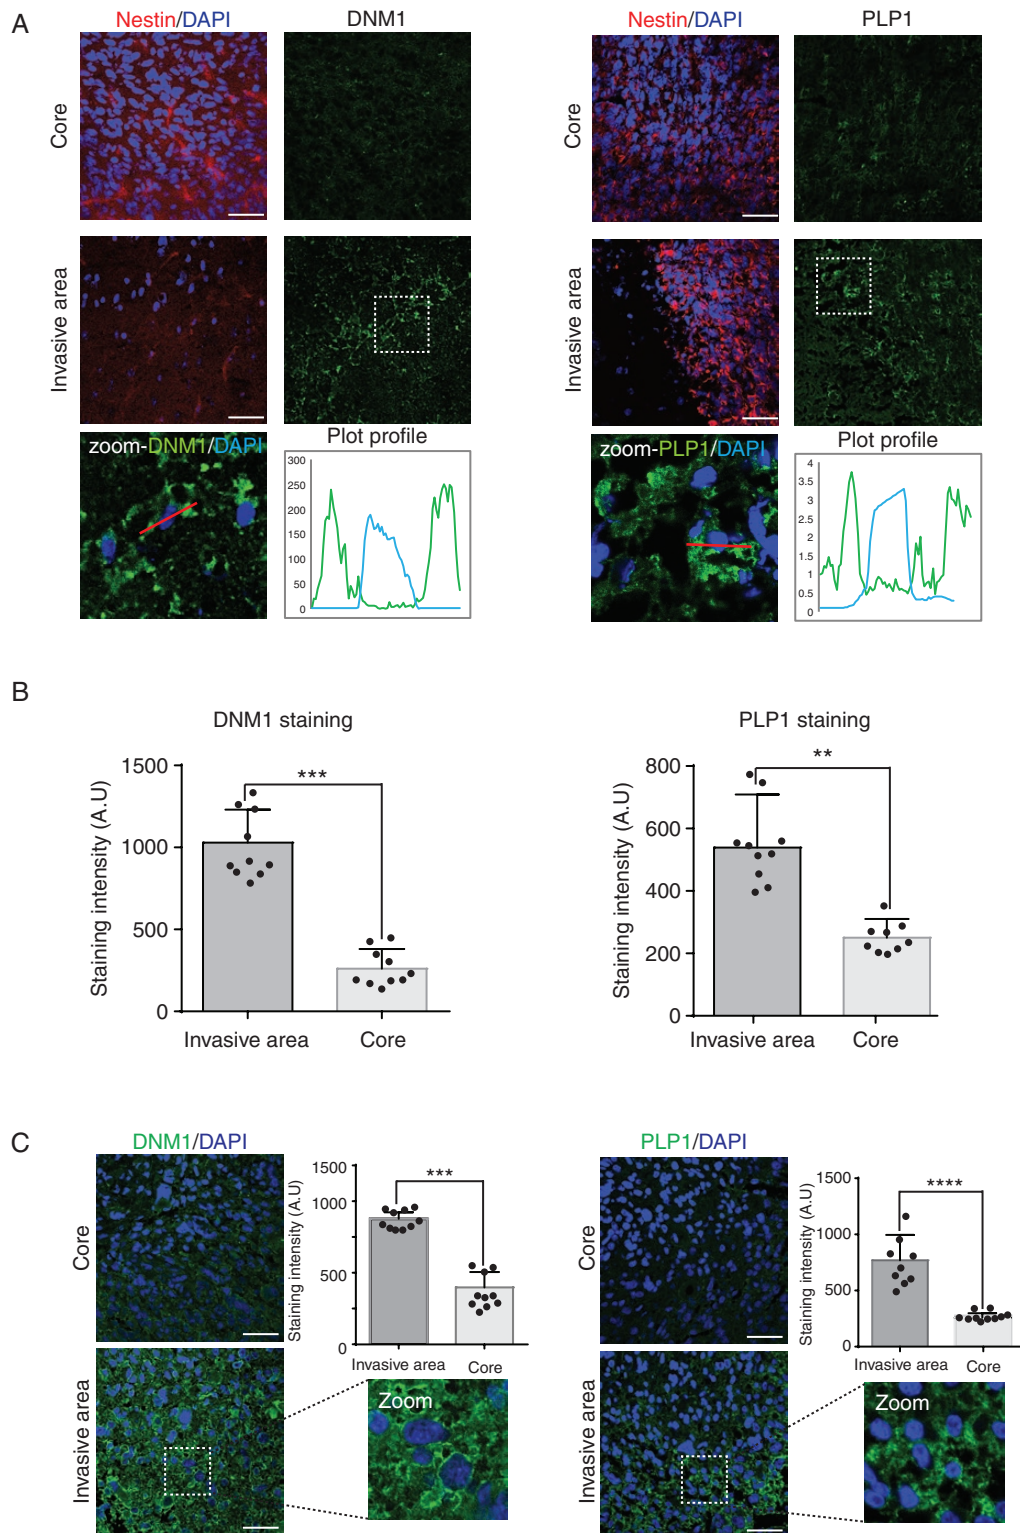 A
Nestin/DAPI
DNM1
Nestin/DAPI
PLP1
Core
Core
Invasive area
Invasive area
zoom-DNM1/DAPI
Plot profile
300
250
200
150
100
50
0
zoom-PLP1/DAPI
Plot profile
4
3.5
3
2.5
2
1.5
1
0.5
0
B
DNM1 staining
Staining intensity (A.U)
1500
1000
500
0
***
Invasive area
Core
PLP1 staining
Staining intensity (A.U)
800
600
400
200
0
**
Invasive area
Core
C
DNM1/DAPI
Core
Staining intensity (A.U)
1500
1000
500
0
***
Invasive area
Core
Invasive area
Zoom
PLP1/DAPI
Core
Staining intensity (A.U)
1500
1000
500
0
****
Invasive area
Core
Invasive area
Zoom